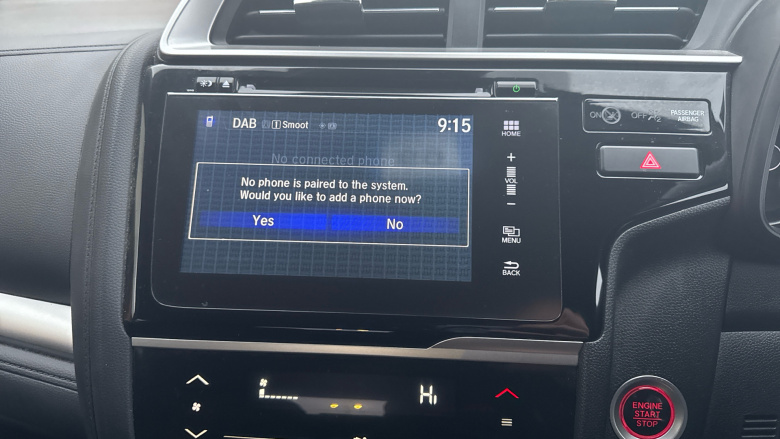 DAB Smoot 9:15
No connected phone
No phone is paired to the system.
Would you like to add a phone now?
Yes No
HOME
+
VOL
−
MENU
BACK
ON OFF PASSENGER
AIRBAG
Hi
ENGINE
START
STOP